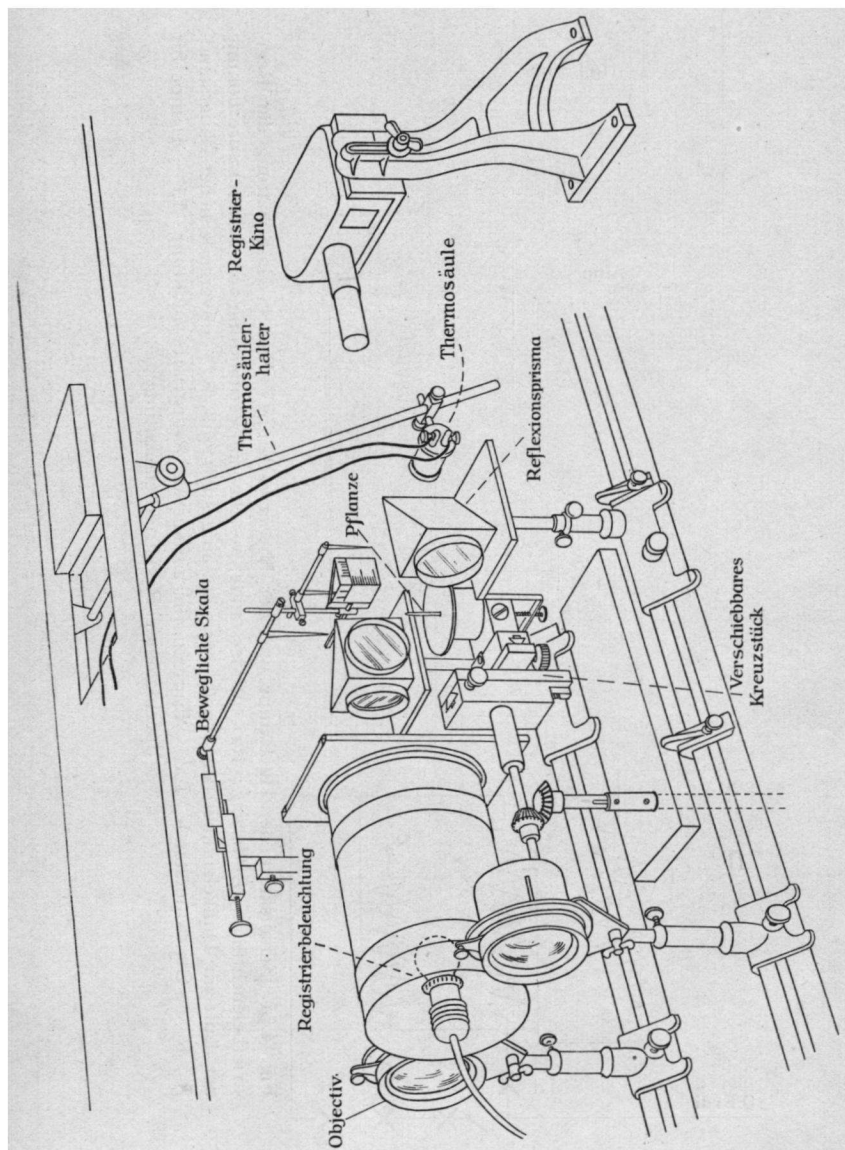 Registrier-
Kino
Thermosäulen-
halter
Thermosäule
Bewegliche Skala
Pflanze
Reflexionsprisma
Registrierbeleuchtung
Verschiebbares
Kreuzstück
Objectiv.